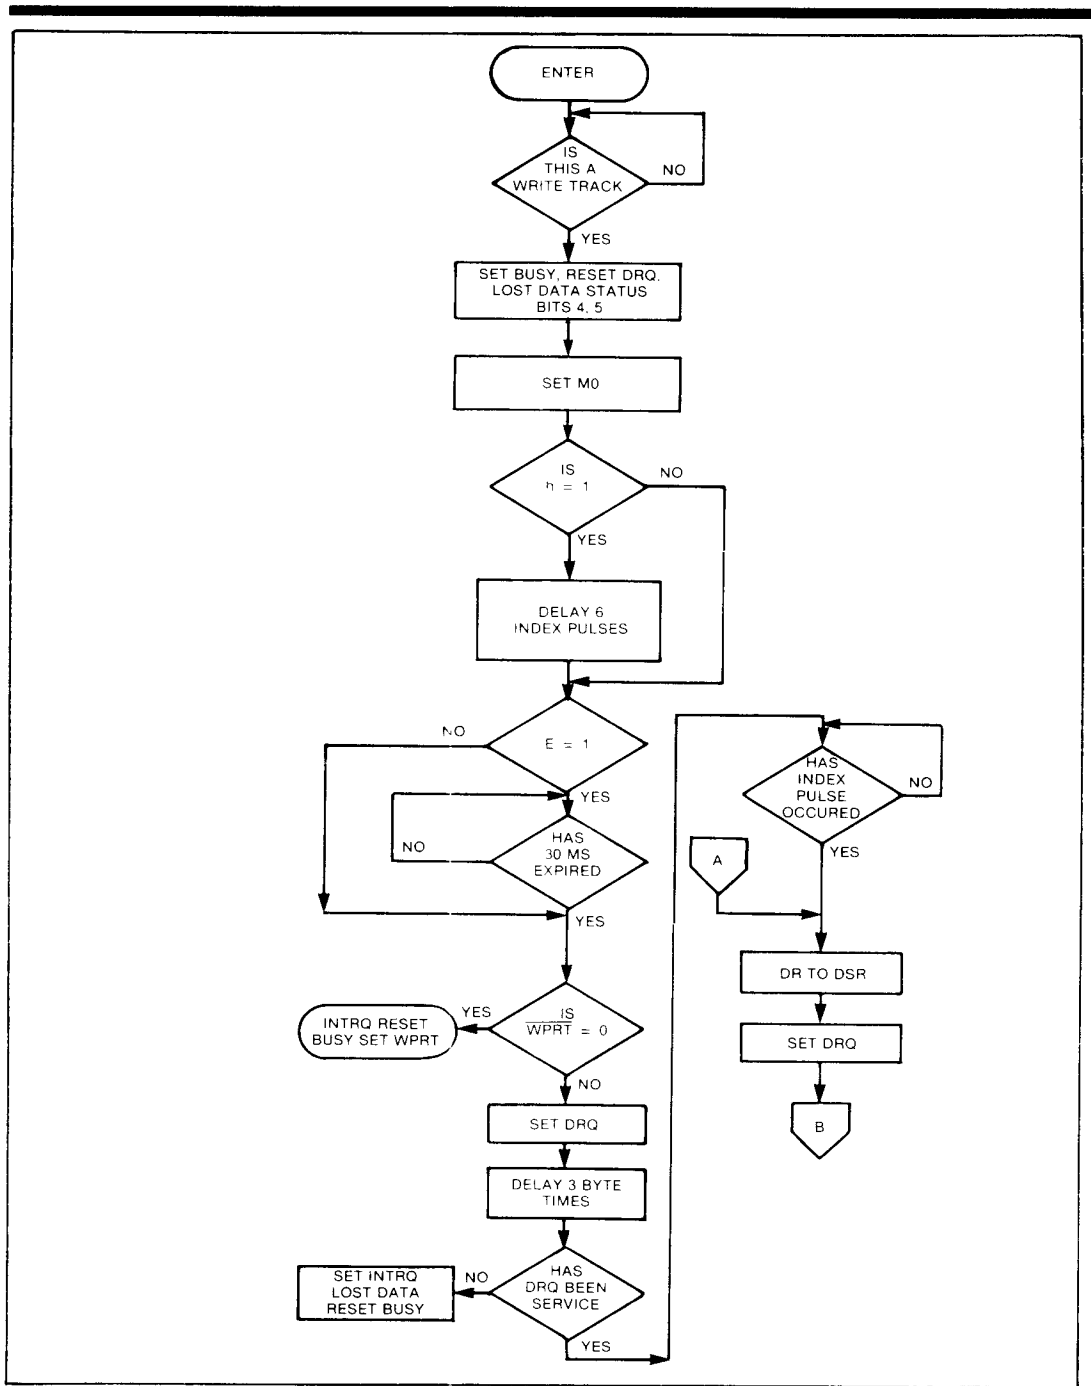 ENTER
IS
THIS A
WRITE TRACK
NO
YES
SET BUSY, RESET DRQ,
LOST DATA STATUS
BITS 4, 5
SET M0
IS
h = 1
NO
YES
DELAY 6
INDEX PULSES
E = 1
NO
YES
HAS
30 MS
EXPIRED
NO
YES
IS
WPRT = 0
YES
INTRQ RESET
BUSY SET WPRT
NO
SET DRQ
DELAY 3 BYTE
TIMES
HAS
DRQ BEEN
SERVICE
NO
SET INTRQ
LOST DATA
RESET BUSY
YES
HAS
INDEX
PULSE
OCCURED
NO
YES
A
DR TO DSR
SET DRQ
B